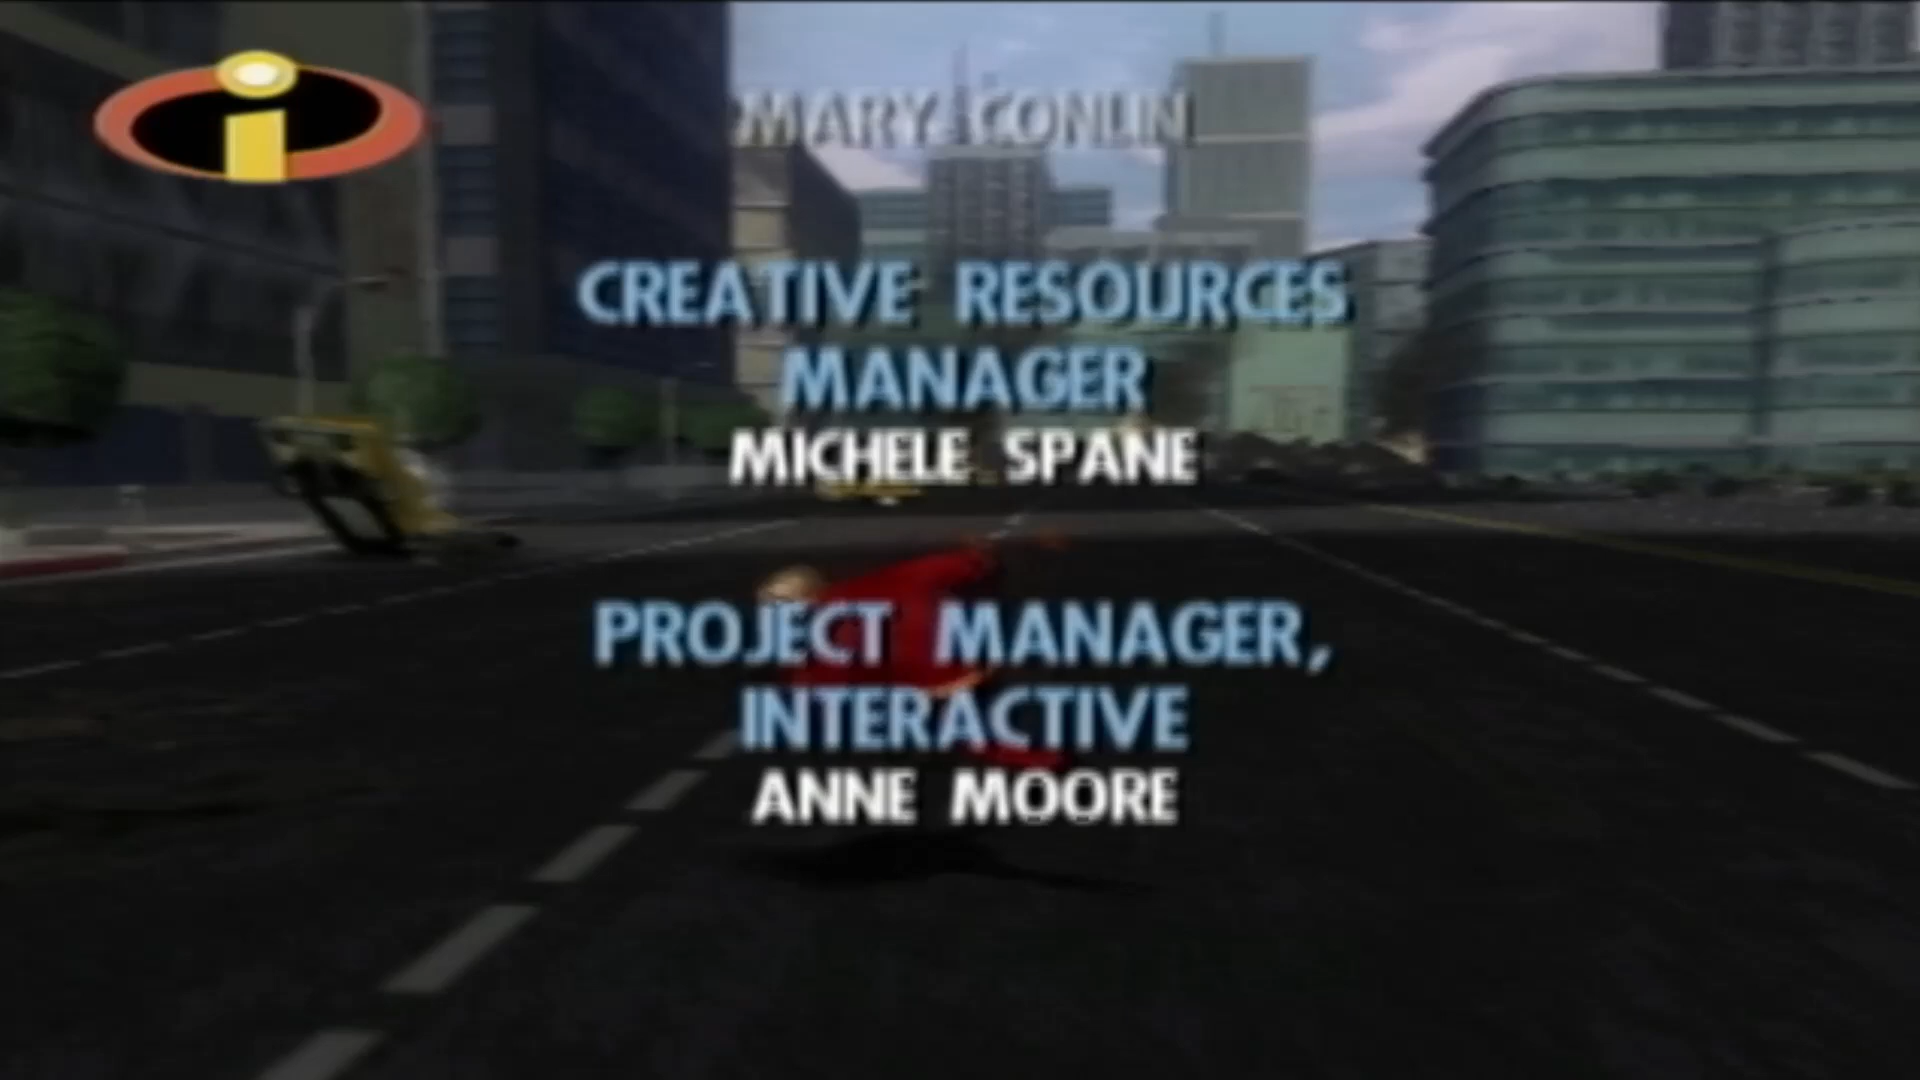 MARY CONLIN
CREATIVE RESOURCES
MANAGER
MICHELE SPANE
PROJECT MANAGER,
INTERACTIVE
ANNE MOORE